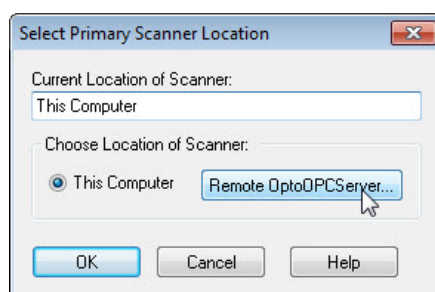 Select Primary Scanner Location
Current Location of Scanner:
This Computer
Choose Location of Scanner:
This Computer Remote OptoOPCServer...
OK Cancel Help